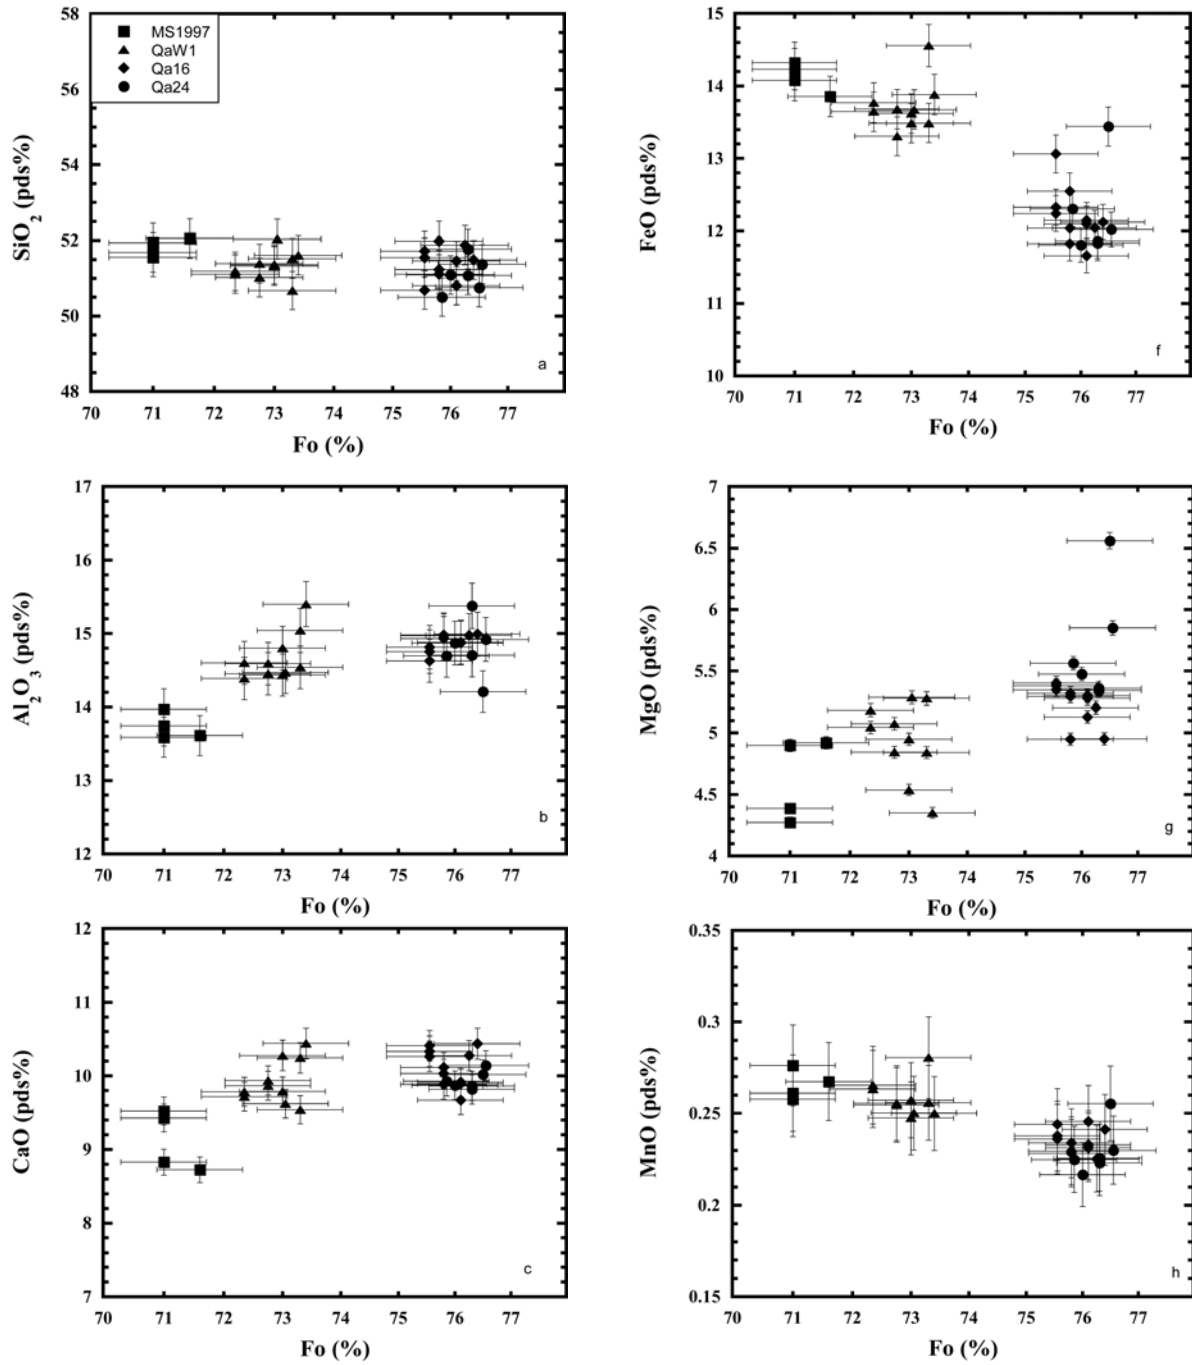 58
56
54
52
50
48
SiO2 (pds%)
MS1997
QaW1
Qa16
Qa24
a
70 71 72 73 74 75 76 77
Fo (%)
15
14
13
12
11
10
FeO (pds%)
f
70 71 72 73 74 75 76 77
Fo (%)
17
16
15
14
13
12
Al2O3 (pds%)
b
70 71 72 73 74 75 76 77
Fo (%)
7
6.5
6
5.5
5
4.5
4
MgO (pds%)
g
70 71 72 73 74 75 76 77
Fo (%)
12
11
10
9
8
7
CaO (pds%)
c
70 71 72 73 74 75 76 77
Fo (%)
0.35
0.3
0.25
0.2
0.15
MnO (pds%)
h
70 71 72 73 74 75 76 77
Fo (%)